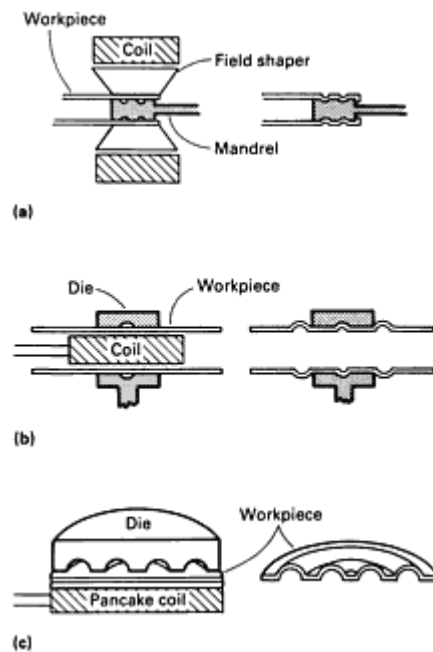 Workpiece
Coil
Field shaper
Mandrel
(a)
Die
Workpiece
Coil
(b)
Die
Workpiece
Pancake coil
(c)